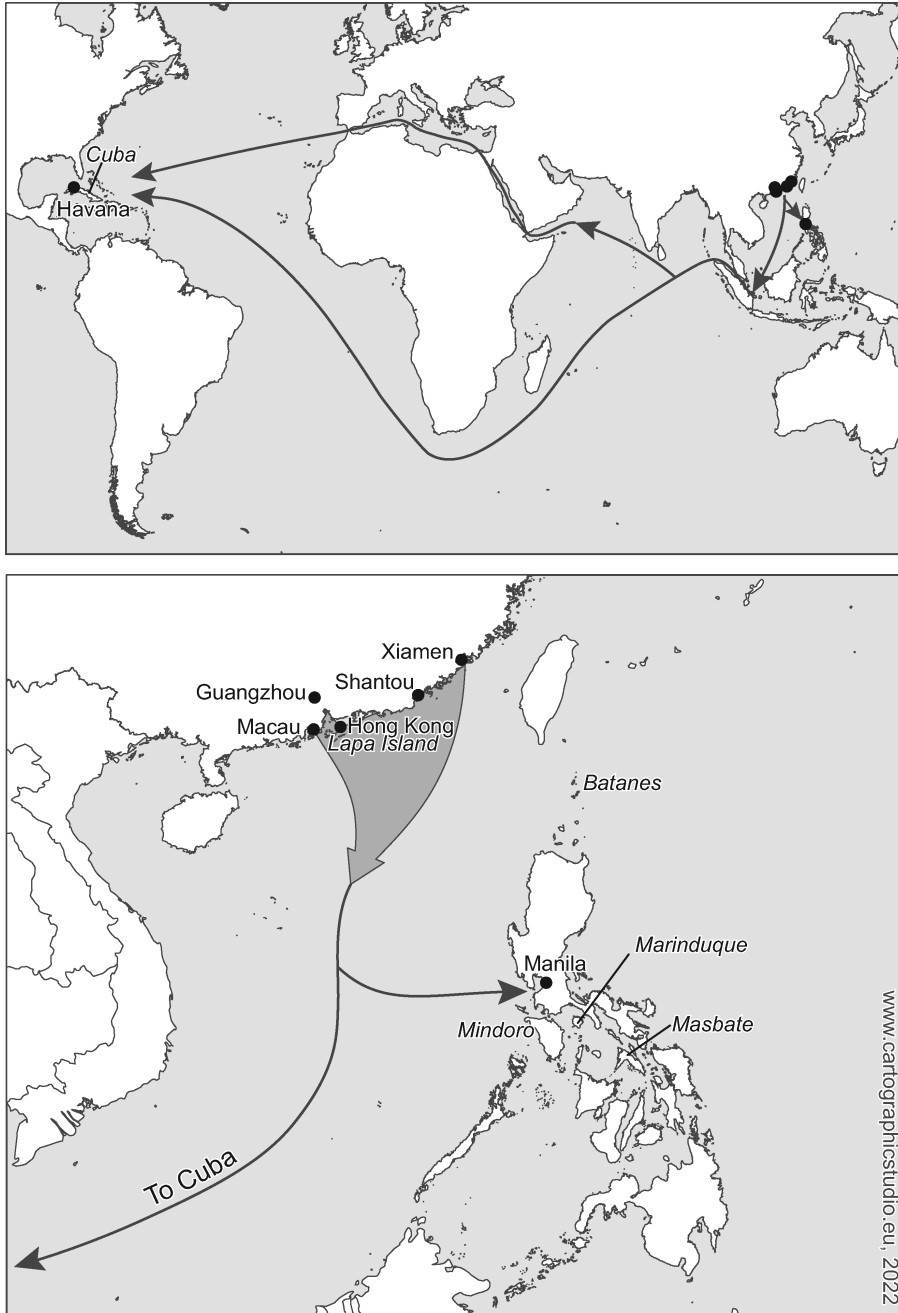 Cuba
Havana
Xiamen
Shantou
Guangzhou
Macau
Hong Kong
Lapa Island
Batanes
Marinduque
Manila
Mindoro
Masbate
To Cuba
www.cartographicstudio.eu, 2022